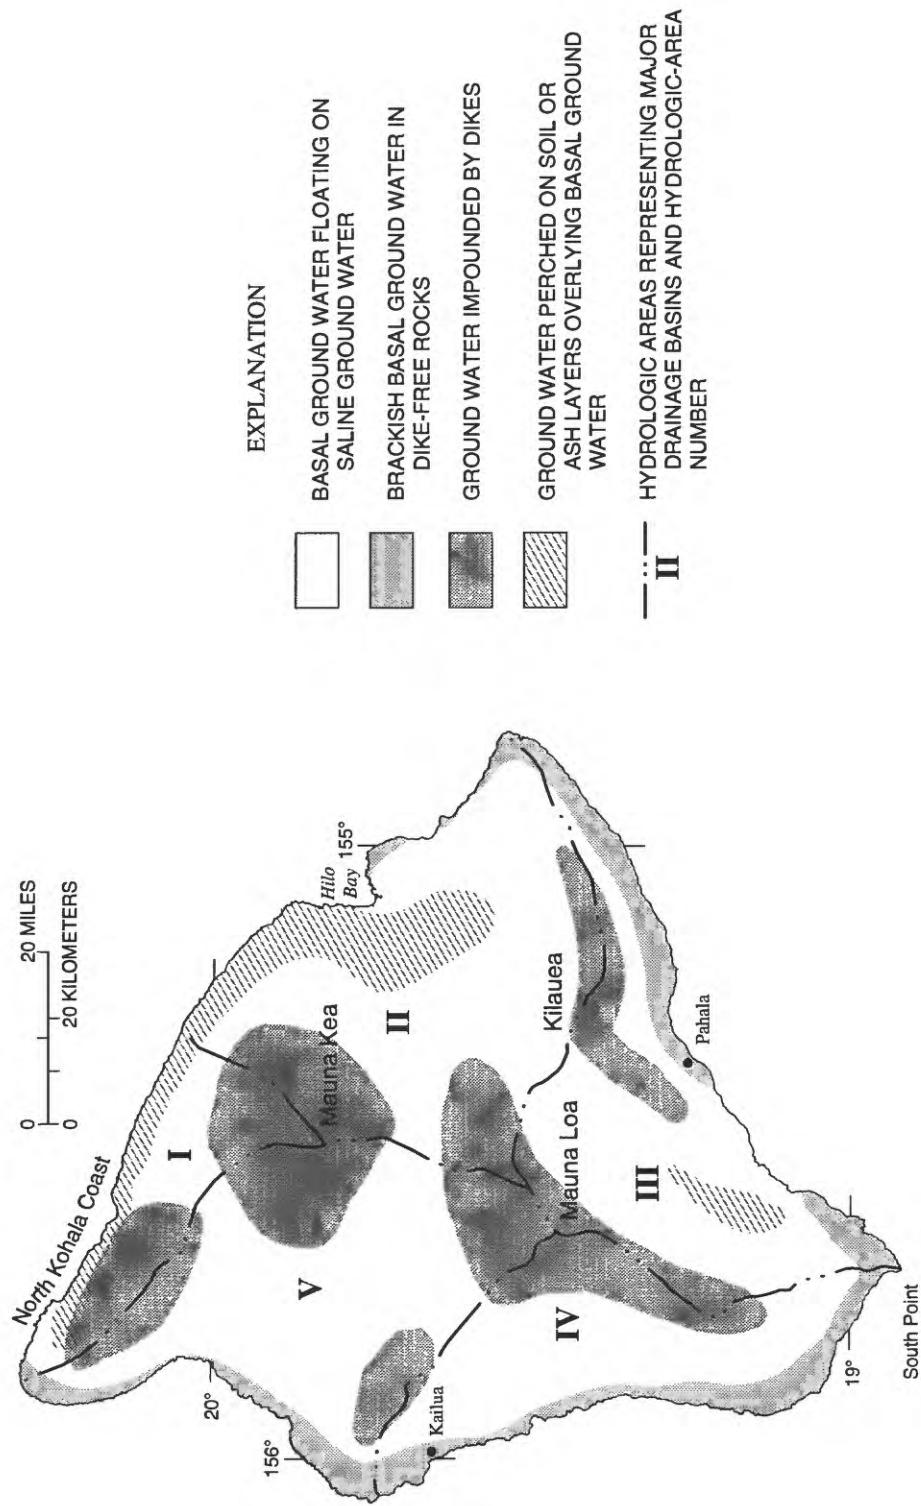 0 20 MILES
0 20 KILOMETERS
North Kohala Coast
I
Mauna Kea
Hilo
Bay
155°
20°
V
II
156°
Kailua
Mauna Loa
Kilauea
IV
III
Pahala
19°
South Point
EXPLANATION
BASAL GROUND WATER FLOATING ON
SALINE GROUND WATER
BRACKISH BASAL GROUND WATER IN
DIKE-FREE ROCKS
GROUND WATER IMPOUNDED BY DIKES
GROUND WATER PERCHED ON SOIL OR
ASH LAYERS OVERLYING BASAL GROUND
WATER
II
HYDROLOGIC AREAS REPRESENTING MAJOR
DRAINAGE BASINS AND HYDROLOGIC-AREA
NUMBER